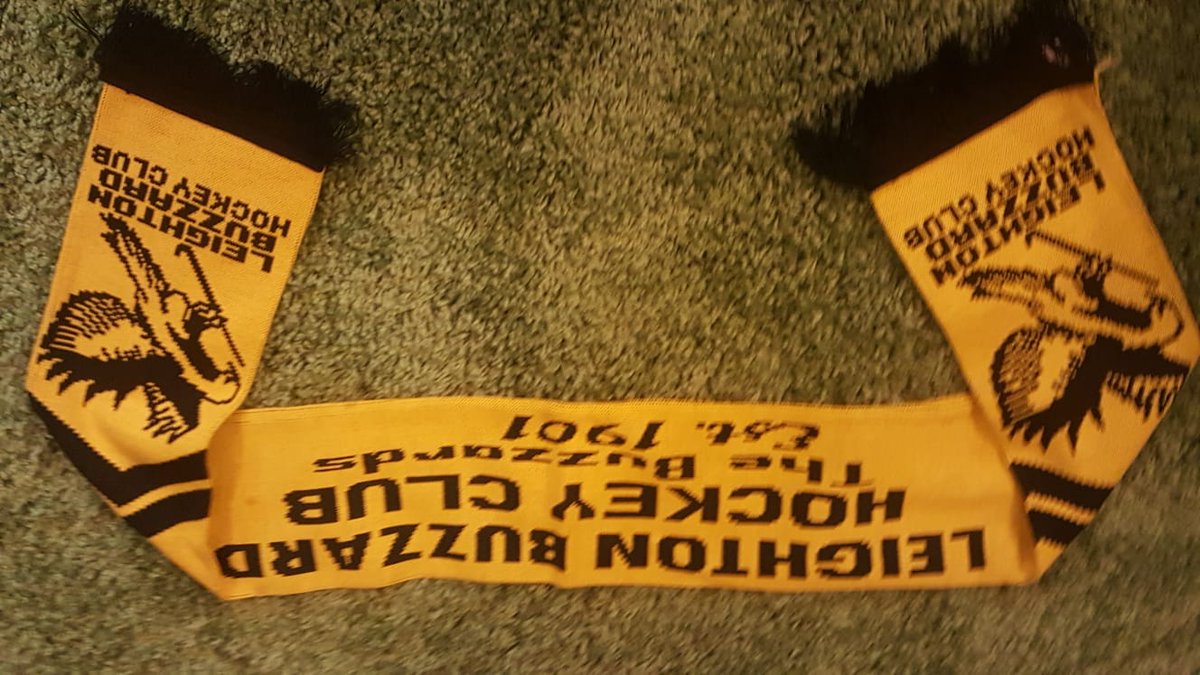 LEIGHTON BUZZARD
HOCKEY CLUB
The Buzzards
Est. 1901
LEIGHTON
BUZZARD
HOCKEY CLUB
LEIGHTON
BUZZARD
HOCKEY CLUB